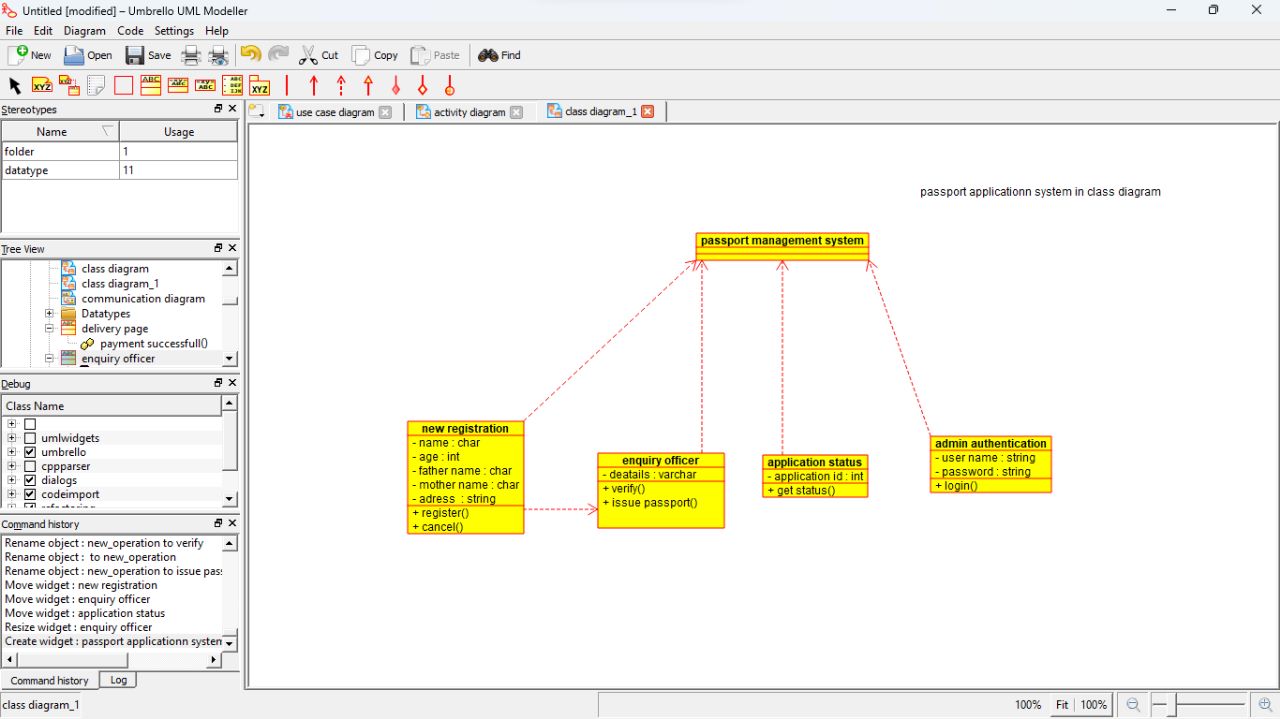 Untitled [modified] – Umbrello UML Modeller
File Edit Diagram Code Settings Help
New Open Save Cut Copy Paste Find
XYZ ABC XYZ
Stereotypes
Name Usage
folder 1
datatype 11
Tree View
class diagram
class diagram_1
communication diagram
Datatypes
delivery page
payment successfull()
enquiry officer
Debug
Class Name
umlwidgets
umbrello
cppparser
dialogs
codeimport
refactoring
Command history
Rename object : new_operation to verify
Rename object : to new_operation
Rename object : new_operation to issue pas
Move widget : new registration
Move widget : enquiry officer
Move widget : application status
Resize widget : enquiry officer
Create widget : passport applicationn system
Command history Log
use case diagram activity diagram class diagram_1
passport applicationn system in class diagram
passport management system
new registration
- name : char
- age : int
- father name : char
- mother name : char
- adress : string
+ register()
+ cancel()
enquiry officer
- deatails : varchar
+ verify()
+ issue passport()
application status
- application id : int
+ get status()
admin authentication
- user name : string
- password : string
+ login()
class diagram_1 100% Fit 100%